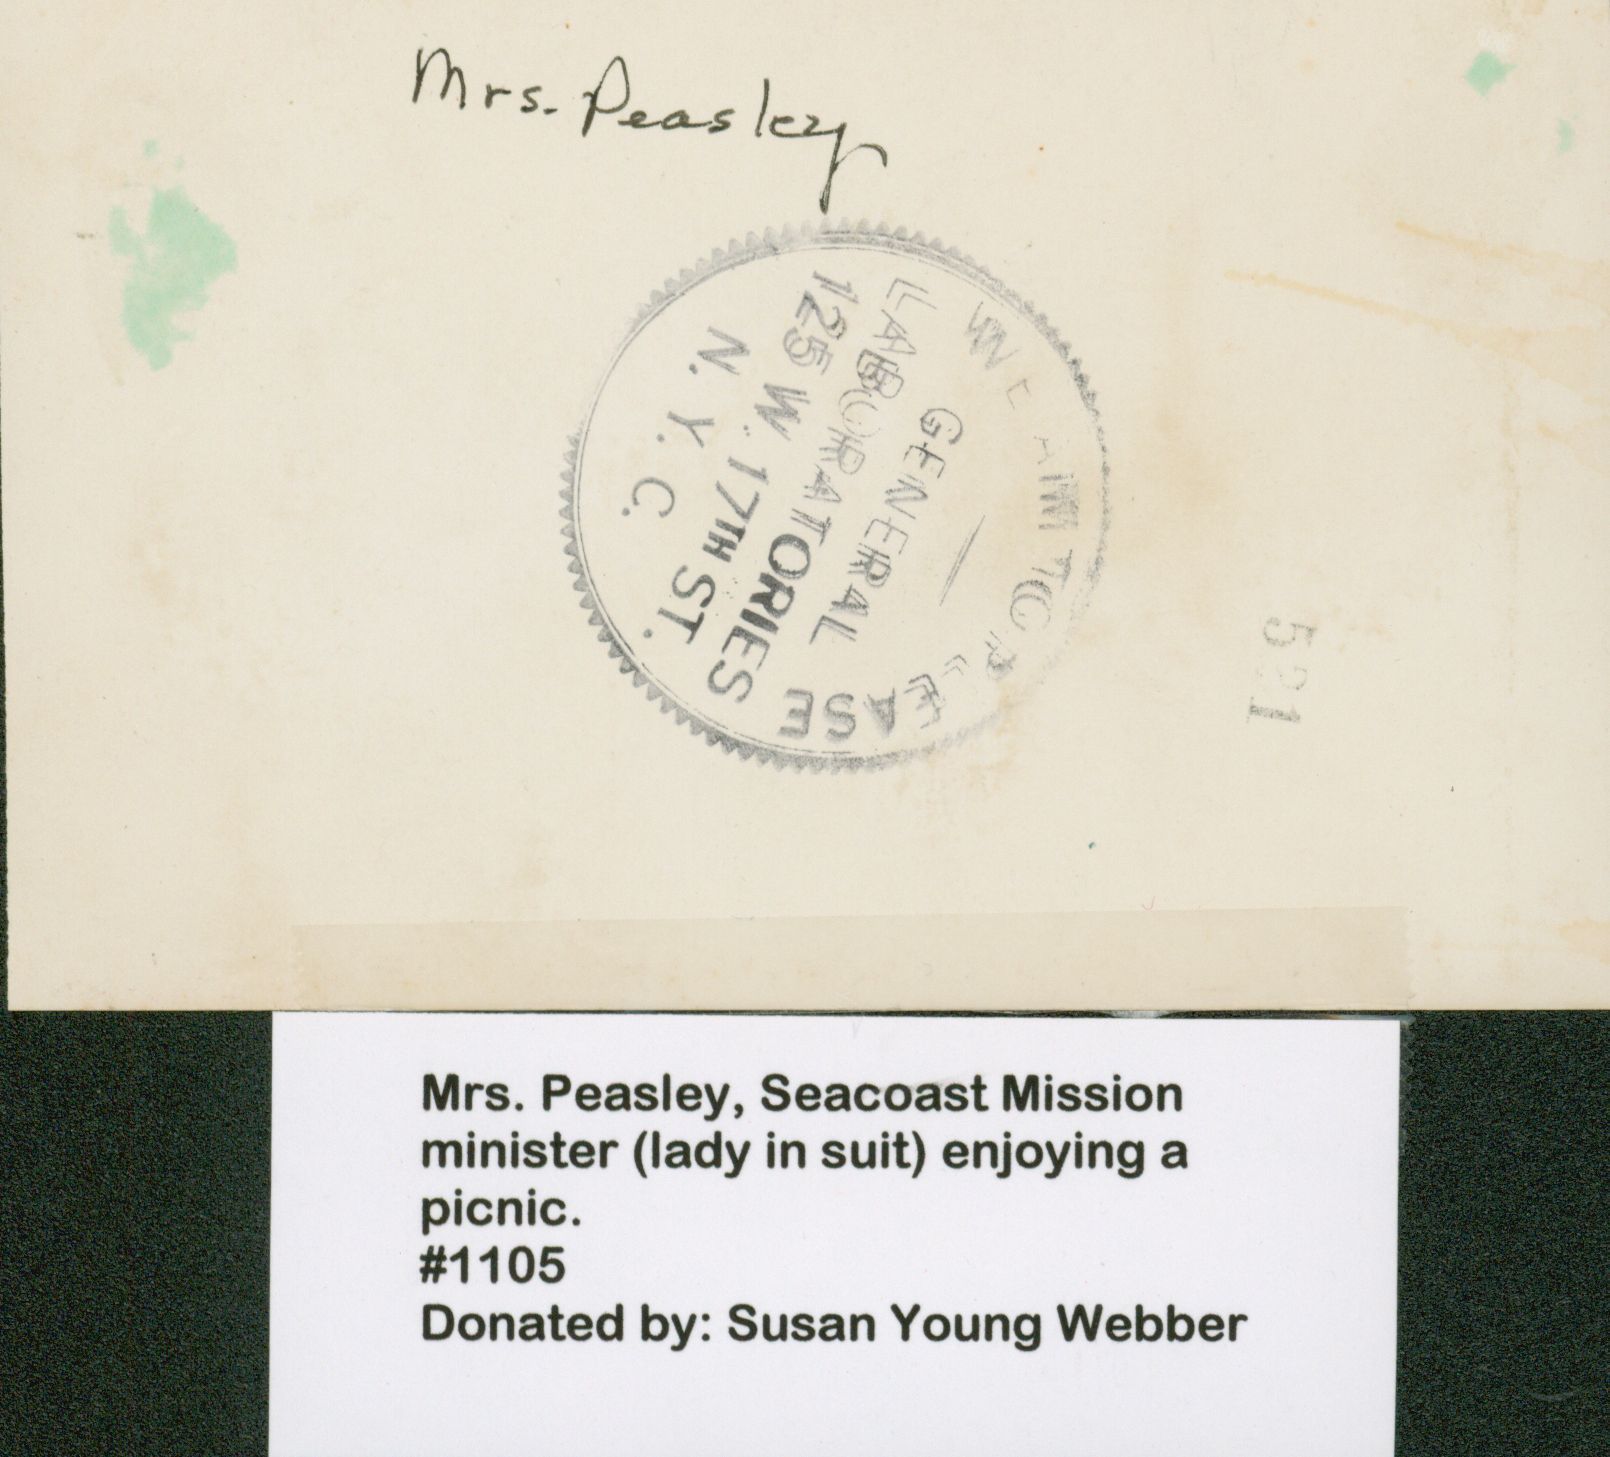 Mrs. Peasley
WE AIM TO PLEASE
GENERAL
LABORATORIES
125 W. 17TH ST.
N. Y. C.
Mrs. Peasley, Seacoast Mission
minister (lady in suit) enjoying a
picnic.
#1105
Donated by: Susan Young Webber